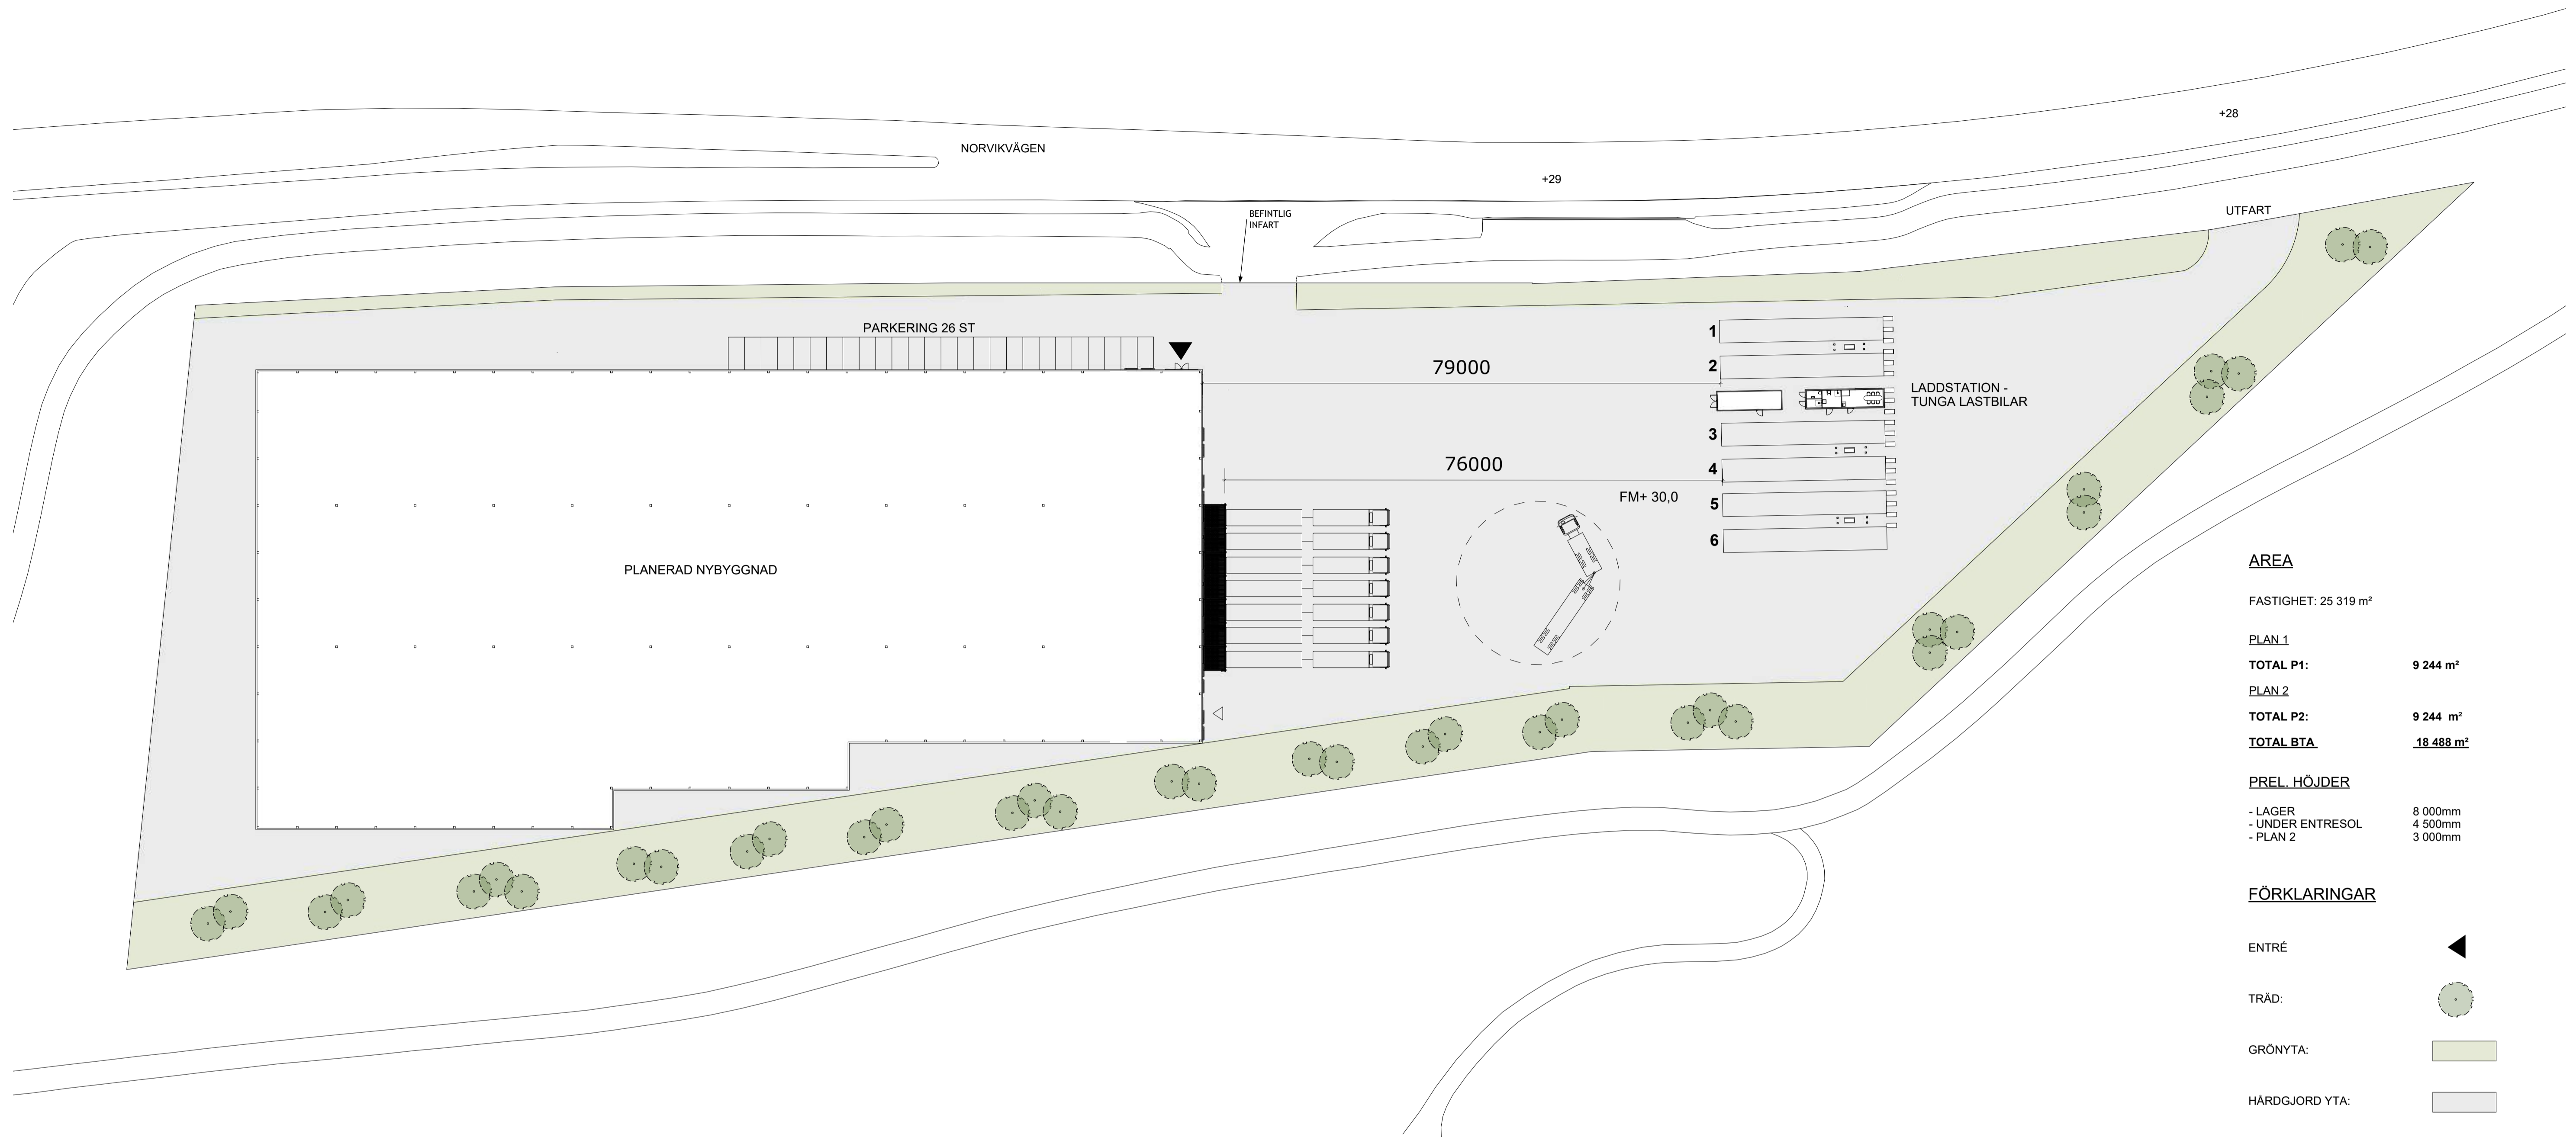 +28
NORVIKVÄGEN
+29
BEFINTLIG
INFART
UTFART
PARKERING 26 ST
1
79000
2
LADDSTATION -
TUNGA LASTBILAR
3
76000
4
FM+ 30,0
5
6
PLANERAD NYBYGGNAD
AREA
FASTIGHET: 25 319 m²
PLAN 1
TOTAL P1: 9 244 m²
PLAN 2
TOTAL P2: 9 244 m²
TOTAL BTA 18 488 m²
PREL. HÖJDER
- LAGER 8 000mm
- UNDER ENTRESOL 4 500mm
- PLAN 2 3 000mm
FÖRKLARINGAR
ENTRÉ
TRÄD:
GRÖNYTA:
HÅRDGJORD YTA: